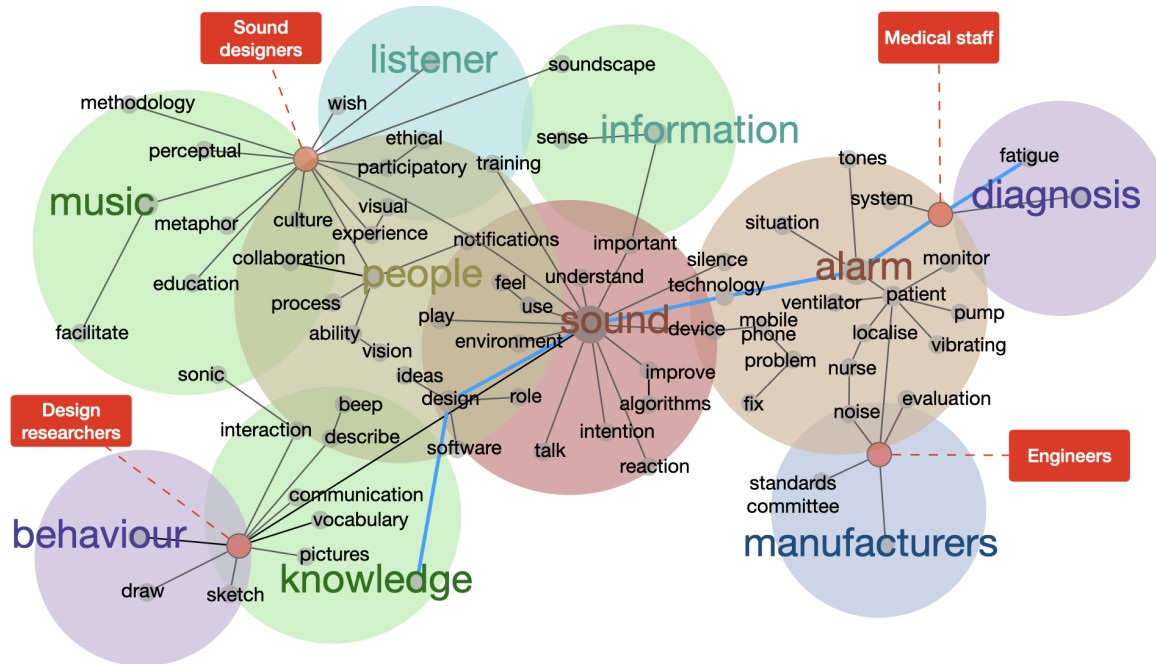 Sound
designers
Medical staff
listener
soundscape
methodology
wish
information
ethical
sense
perceptual
participatory
training
tones
fatigue
music
system
diagnosis
visual
metaphor
culture
experience
notifications
situation
important
collaboration
people
silence
alarm
monitor
education
feel
understand
technology
process
use
ventilator
patient
play
sound
mobile
phone
pump
facilitate
ability
environment
device
localise
vision
problem
vibrating
sonic
ideas
improve
nurse
Design
researchers
beep
design
role
algorithms
fix
noise
evaluation
interaction
describe
software
talk
intention
reaction
Engineers
standards
committee
communication
behaviour
vocabulary
manufacturers
pictures
knowledge
draw
sketch